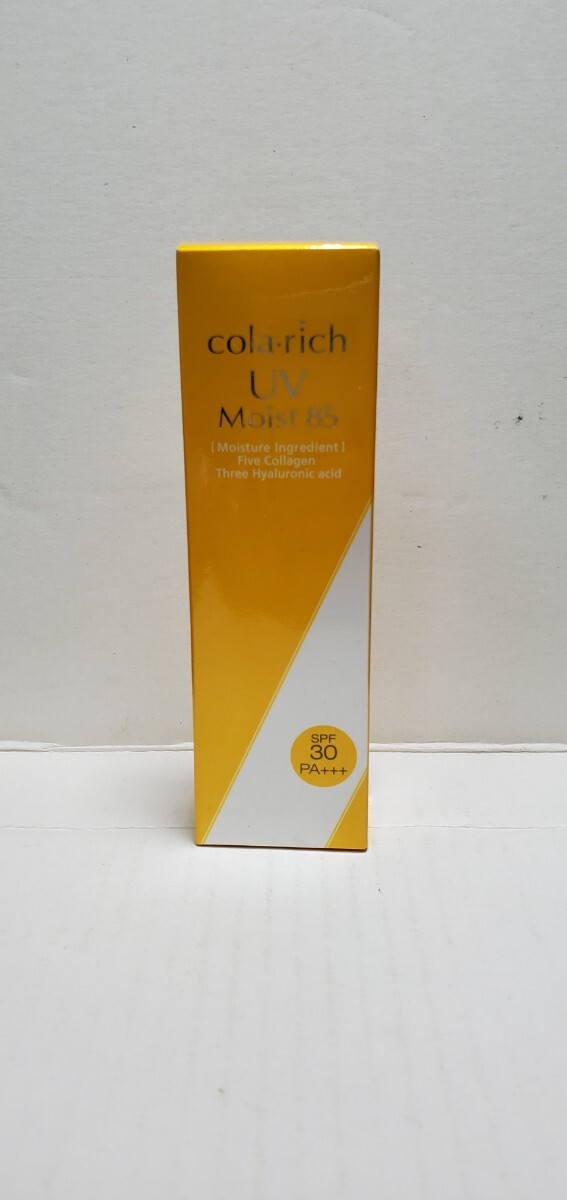 cola·rich
UV
Moist 85
[ Moisture Ingredient ]
Five Collagen
Three Hyaluronic acid
SPF
30
PA+++